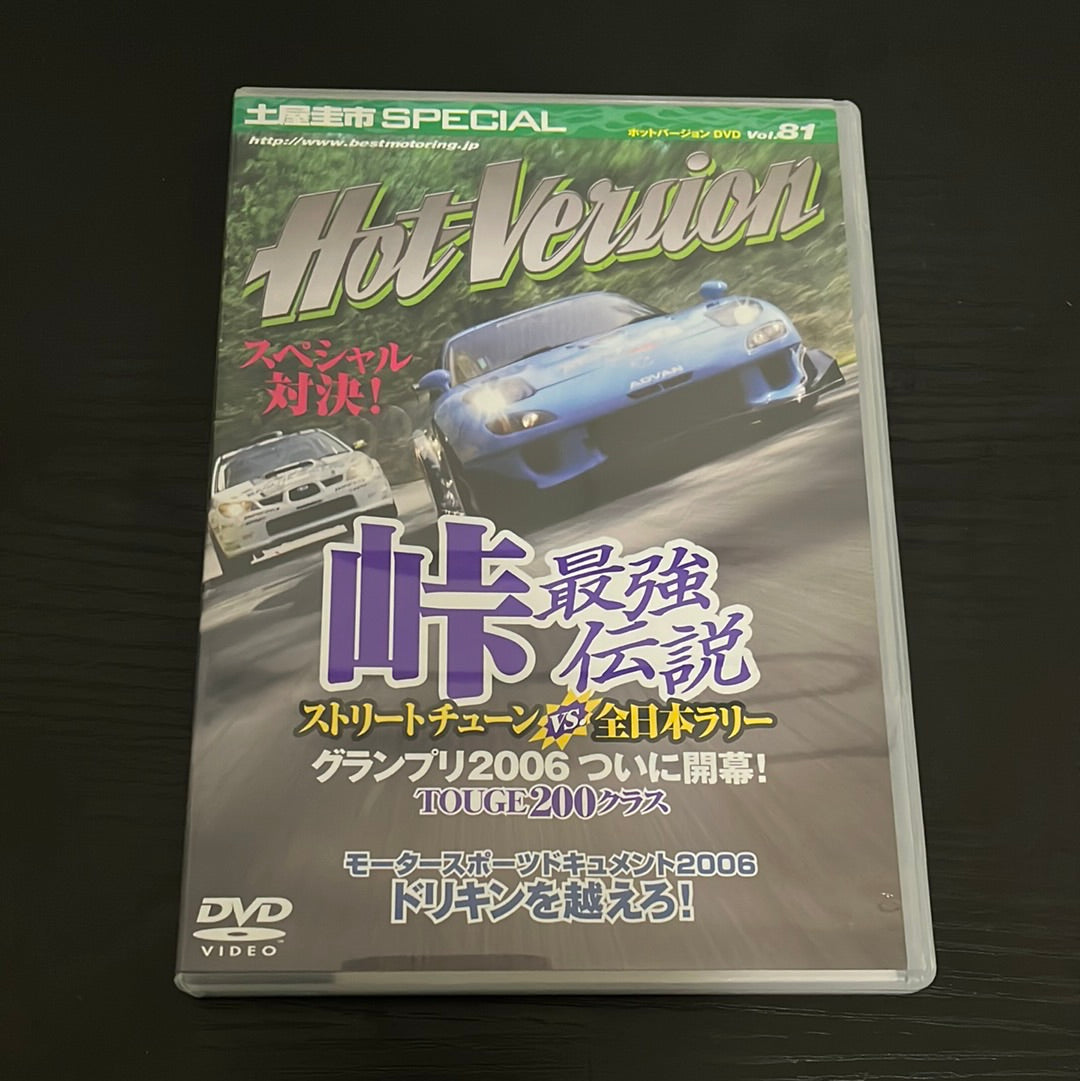 土屋圭市 SPECIAL
ホットバージョン DVD Vol.81
http://www.bestmotoring.jp
Hot Version
スペシャル
対決!
ADVAN
峠 最強
伝説
ストリートチューン VS. 全日本ラリー
グランプリ2006 ついに開幕!
TOUGE200クラス
モータースポーツドキュメント2006
ドリキンを越えろ!
DVD
VIDEO